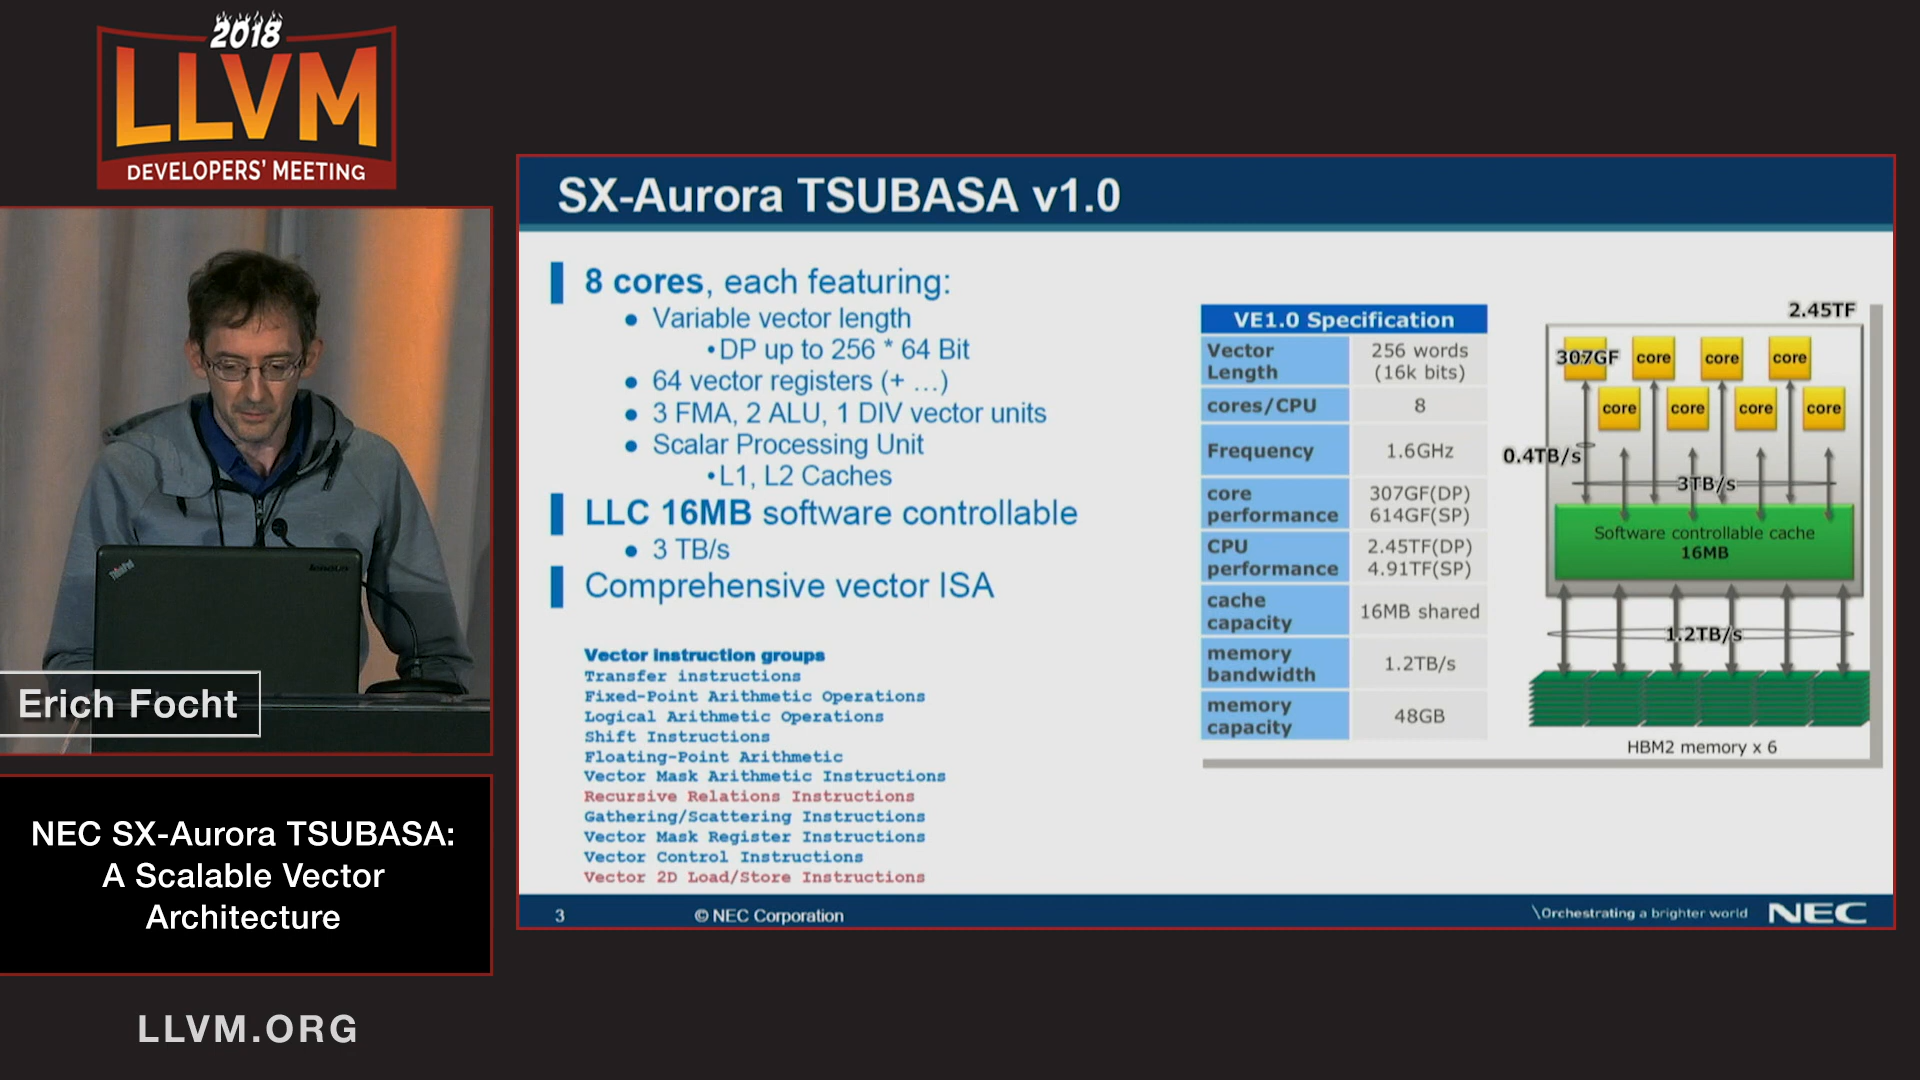 2018
LLVM
DEVELOPERS' MEETING
ThinkPad
lenovo
Erich Focht
NEC SX-Aurora TSUBASA:
A Scalable Vector
Architecture
LLVM.ORG
SX-Aurora TSUBASA v1.0
8 cores, each featuring:
• Variable vector length
• DP up to 256 * 64 Bit
• 64 vector registers (+ …)
• 3 FMA, 2 ALU, 1 DIV vector units
• Scalar Processing Unit
• L1, L2 Caches
LLC 16MB software controllable
• 3 TB/s
Comprehensive vector ISA
Vector instruction groups
Transfer instructions
Fixed-Point Arithmetic Operations
Logical Arithmetic Operations
Shift Instructions
Floating-Point Arithmetic
Vector Mask Arithmetic Instructions
Recursive Relations Instructions
Gathering/Scattering Instructions
Vector Mask Register Instructions
Vector Control Instructions
Vector 2D Load/Store Instructions
VE1.0 Specification
Vector Length 256 words
(16k bits)
cores/CPU 8
Frequency 1.6GHz
core performance 307GF(DP)
614GF(SP)
CPU performance 2.45TF(DP)
4.91TF(SP)
cache capacity 16MB shared
memory bandwidth 1.2TB/s
memory capacity 48GB
2.45TF
307GF core core core
core core core core
0.4TB/s
3TB/s
Software controllable cache
16MB
1.2TB/s
HBM2 memory x 6
3
© NEC Corporation
\Orchestrating a brighter world
NEC